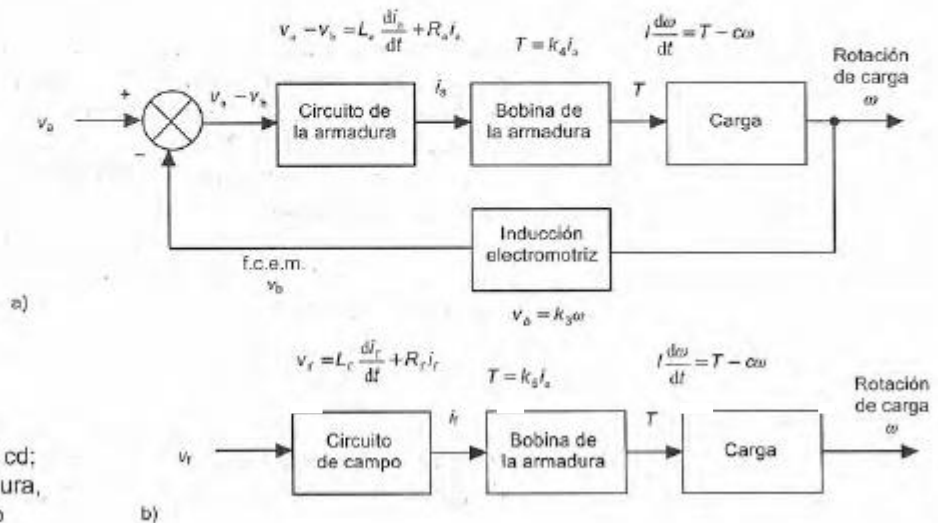 v_a − v_b = L_a di_a/dt + R_a i_a
T = k_4 i_a
I dω/dt = T − cω
Rotación
de carga
ω
+
v_a
−
v_a − v_b
Circuito de
la armadura
i_a
Bobina de
la armadura
T
Carga
Inducción
electromotriz
f.c.e.m.
v_b
a)
v_b = k_3 ω
v_f = L_f di_f/dt + R_f i_f
T = k_5 i_a
I dω/dt = T − cω
Rotación
de carga
ω
cd;
v_f
Circuito
de campo
i_f
Bobina de
la armadura
T
Carga
ura,
b)